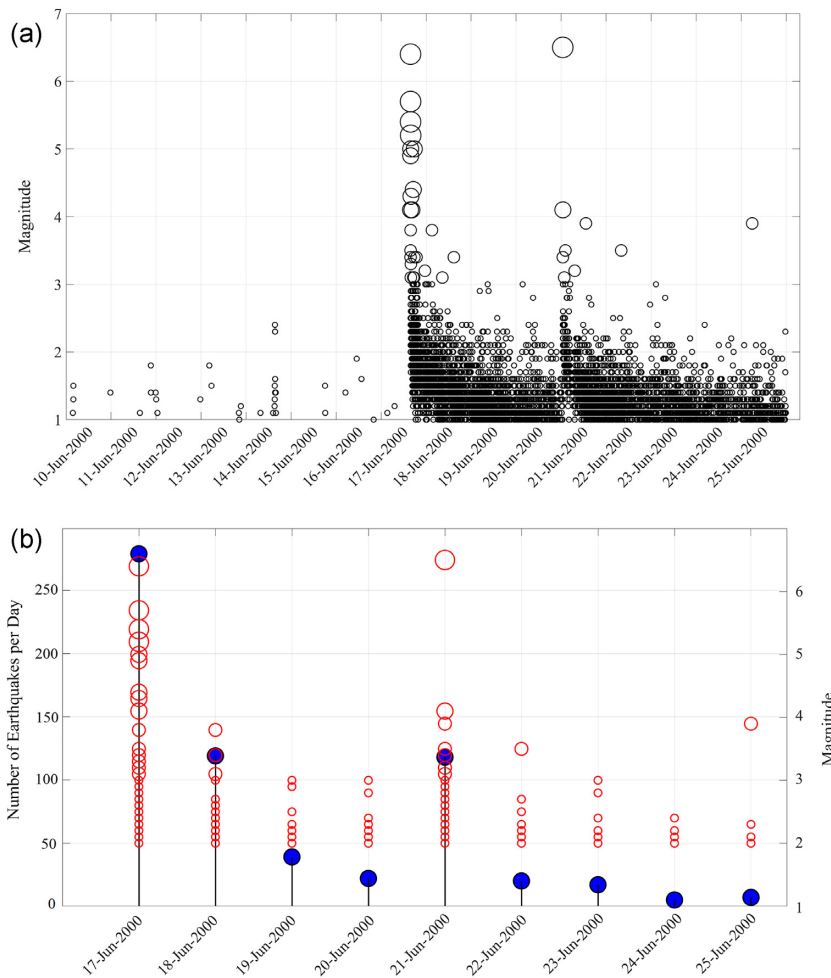 (a)
7
6
5
4
3
2
1
Magnitude
10-Jun-2000
11-Jun-2000
12-Jun-2000
13-Jun-2000
14-Jun-2000
15-Jun-2000
16-Jun-2000
17-Jun-2000
18-Jun-2000
19-Jun-2000
20-Jun-2000
21-Jun-2000
22-Jun-2000
23-Jun-2000
24-Jun-2000
25-Jun-2000
(b)
250
200
150
100
50
0
Number of Earthquakes per Day
6
5
4
3
2
1
Magnitude
17-Jun-2000
18-Jun-2000
19-Jun-2000
20-Jun-2000
21-Jun-2000
22-Jun-2000
23-Jun-2000
24-Jun-2000
25-Jun-2000